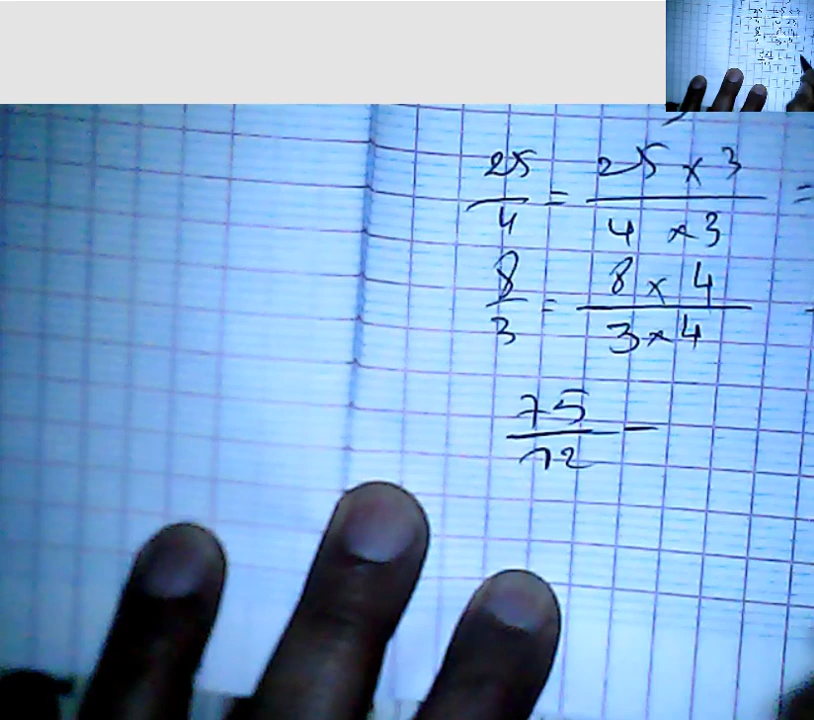 25/4 = 25 x 3 / 4 x 3 =
8/3 = 8 x 4 / 3 x 4
75/12 -